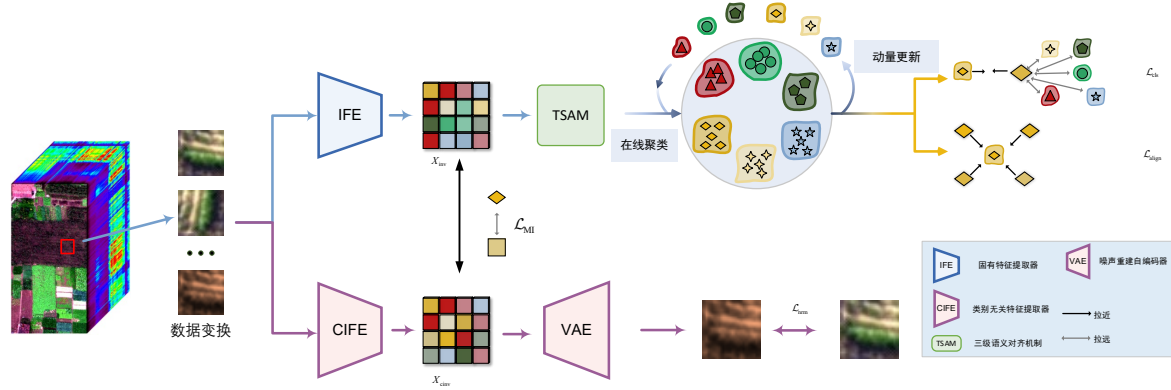 数据变换
IFE
X_inv
TSAM
在线聚类
动量更新
ℒ_cls
ℒ_align
ℒ_MI
CIFE
X_cinv
VAE
ℒ_nrm
IFE 固有特征提取器
VAE 噪声重建自编码器
CIFE 类别无关特征提取器
拉近
TSAM 三级语义对齐机制
拉远